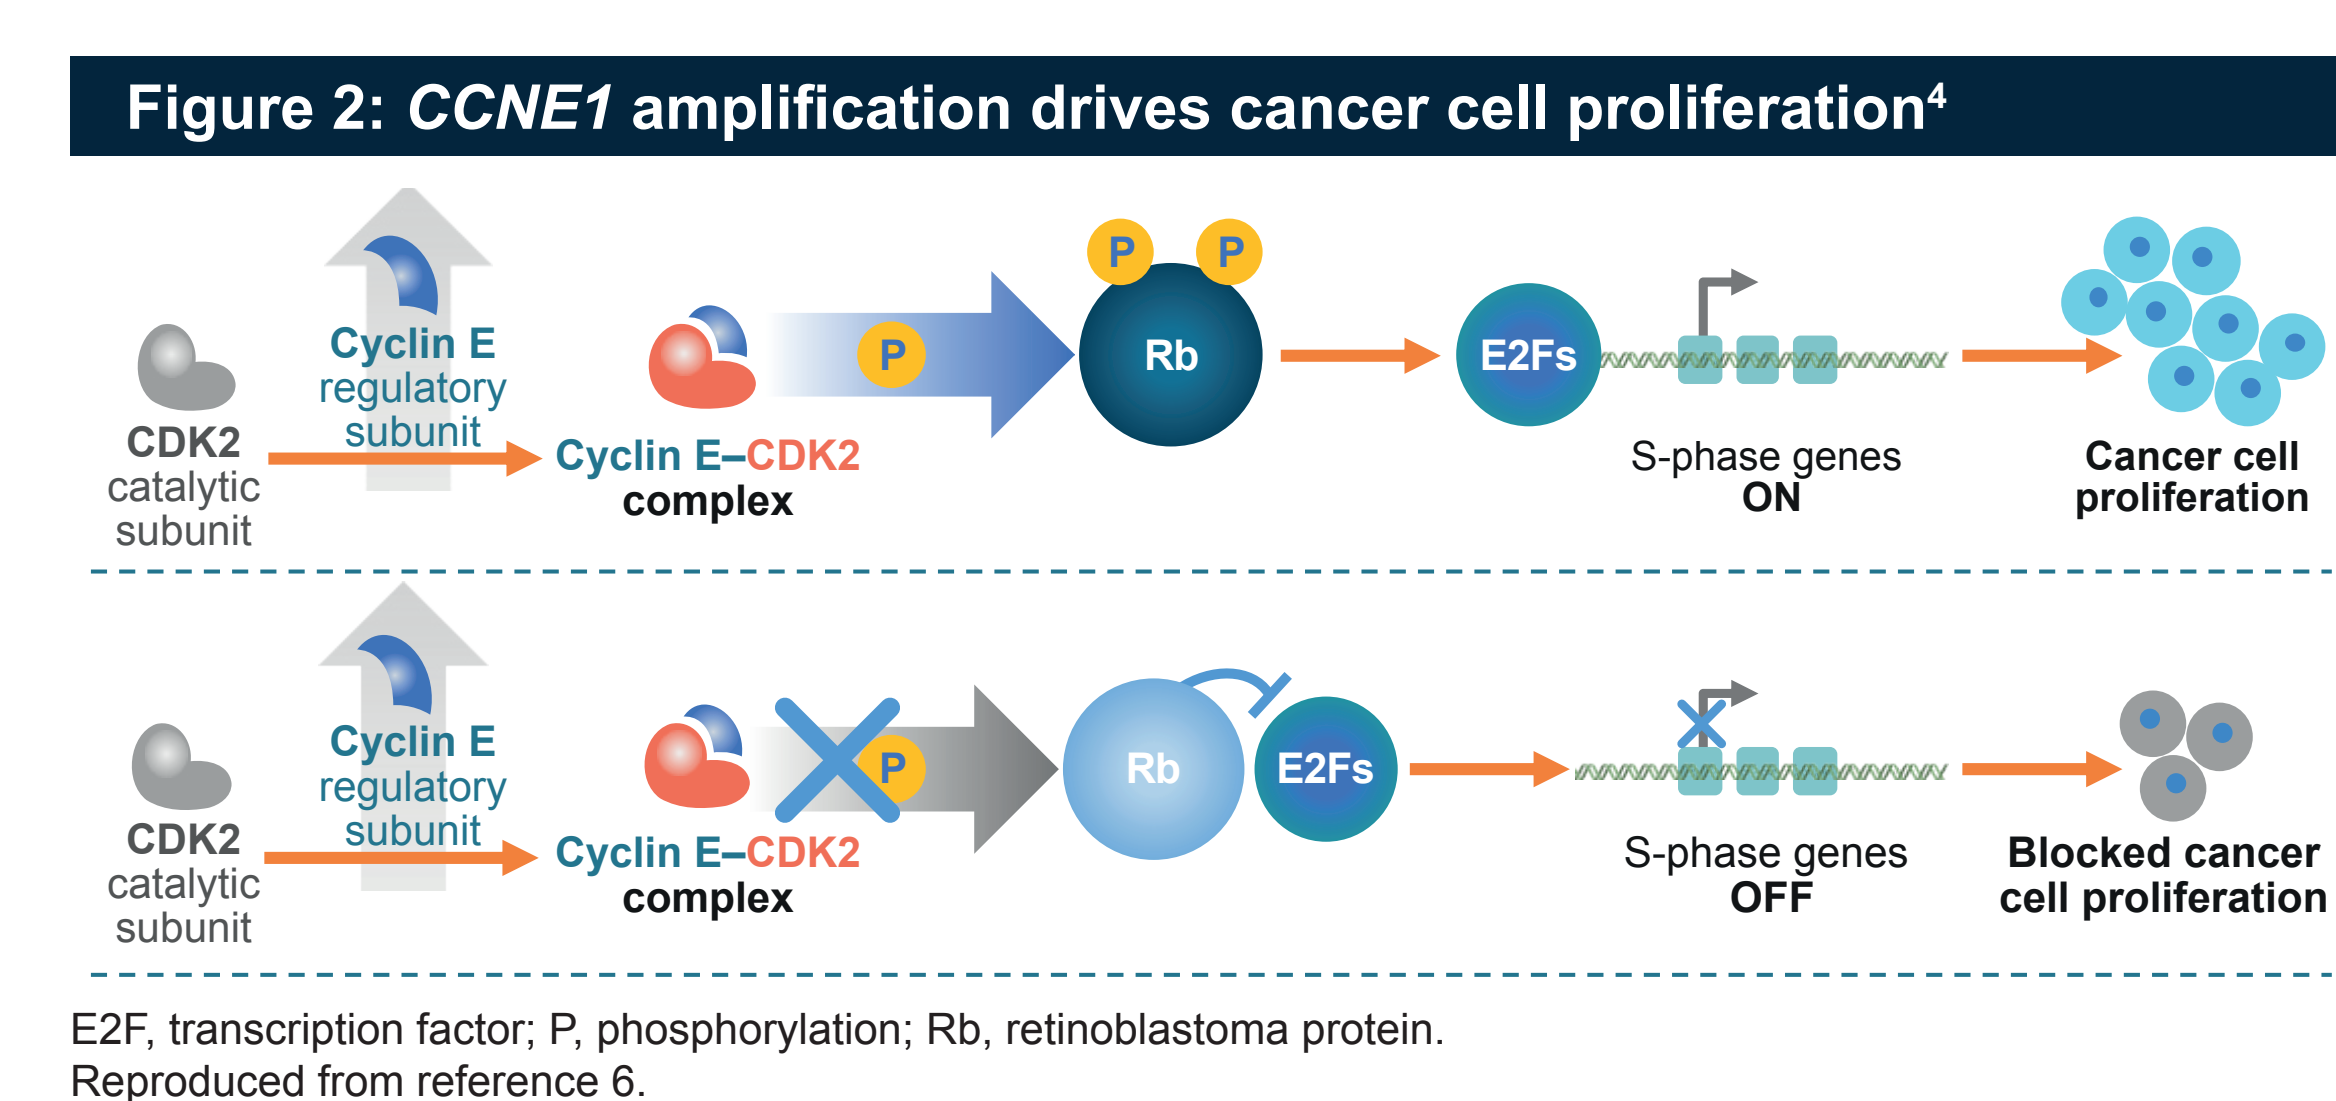 Figure 2: CCNE1 amplification drives cancer cell proliferation⁴
CDK2
catalytic
subunit
Cyclin E
regulatory
subunit
Cyclin E–CDK2
complex
P
P
P
Rb
E2Fs
S-phase genes
ON
Cancer cell
proliferation
CDK2
catalytic
subunit
Cyclin E
regulatory
subunit
Cyclin E–CDK2
complex
P
Rb
E2Fs
S-phase genes
OFF
Blocked cancer
cell proliferation
E2F, transcription factor; P, phosphorylation; Rb, retinoblastoma protein.
Reproduced from reference 6.